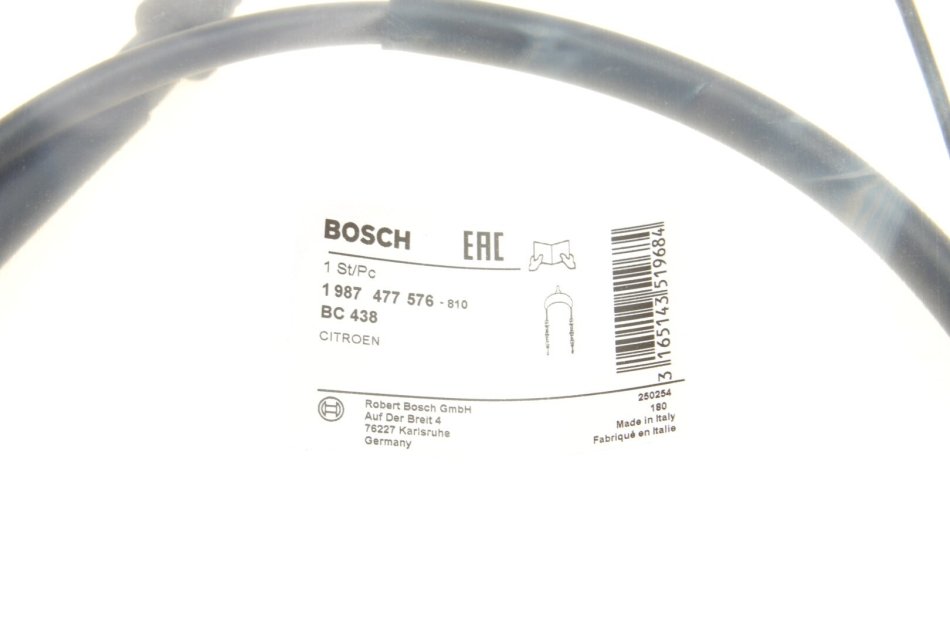 BOSCH
EAC
1 St/Pc
1 987 477 576 - 810
BC 438
CITROEN
3 165143 519684
Robert Bosch GmbH
Auf Der Breit 4
76227 Karlsruhe
Germany
250254
180
Made in Italy
Fabriqué en Italie